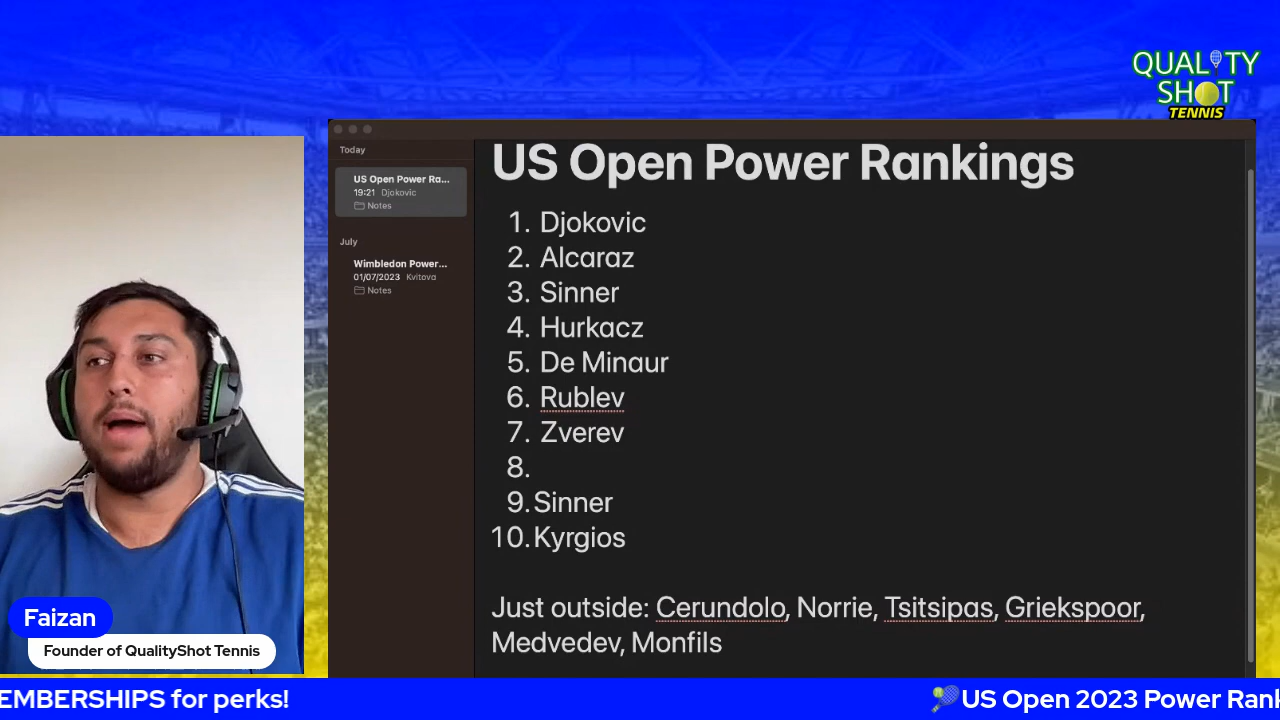 QUALITY
SHOT
TENNIS
Today
US Open Power Ra...
19:21 Djokovic
Notes
July
Wimbledon Power...
01/07/2023 Kvitova
Notes
US Open Power Rankings
1. Djokovic
2. Alcaraz
3. Sinner
4. Hurkacz
5. De Minaur
6. Rublev
7. Zverev
8.
9. Sinner
10. Kyrgios
Just outside: Cerundolo, Norrie, Tsitsipas, Griekspoor,
Medvedev, Monfils
Faizan
Founder of QualityShot Tennis
EMBERSHIPS for perks!
US Open 2023 Power Rank